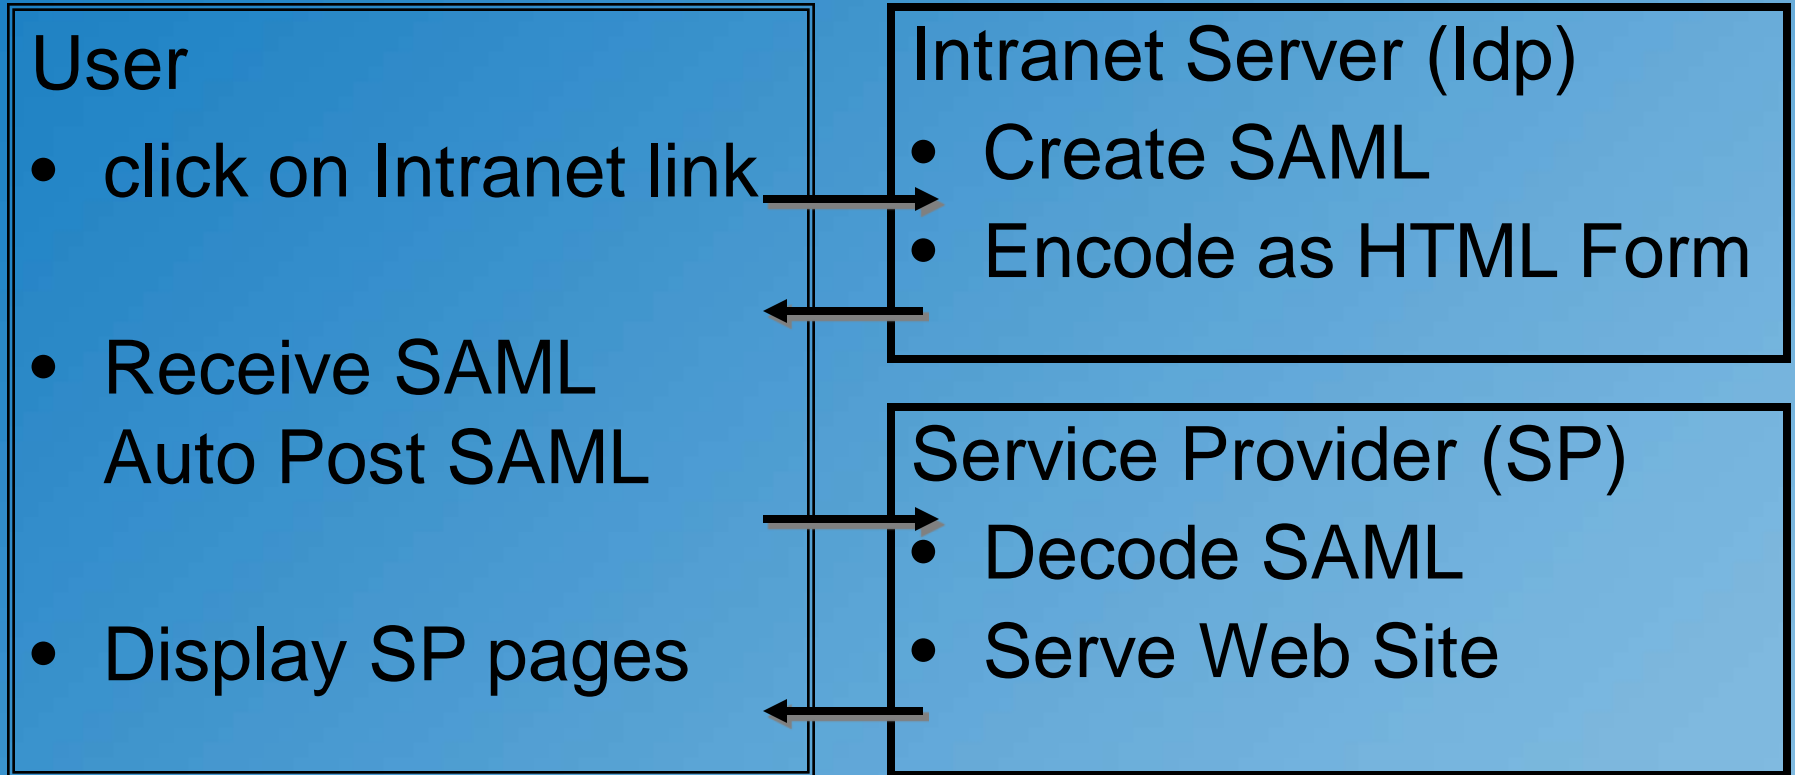 User
• click on Intranet link
• Receive SAML
Auto Post SAML
• Display SP pages
Intranet Server (Idp)
• Create SAML
• Encode as HTML Form
Service Provider (SP)
• Decode SAML
• Serve Web Site